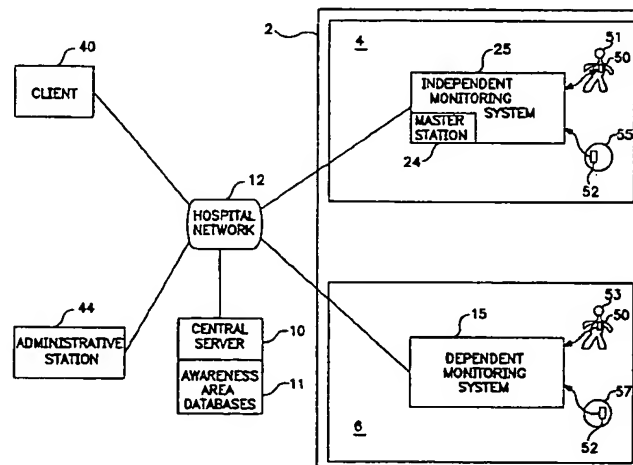 40
CLIENT
12
HOSPITAL
NETWORK
44
ADMINISTRATIVE
STATION
CENTRAL
SERVER
10
AWARENESS
AREA
DATABASES
11
2
4
25
INDEPENDENT
MONITORING
SYSTEM
MASTER
STATION
24
51
50
55
52
15
DEPENDENT
MONITORING
SYSTEM
53
50
57
52
6